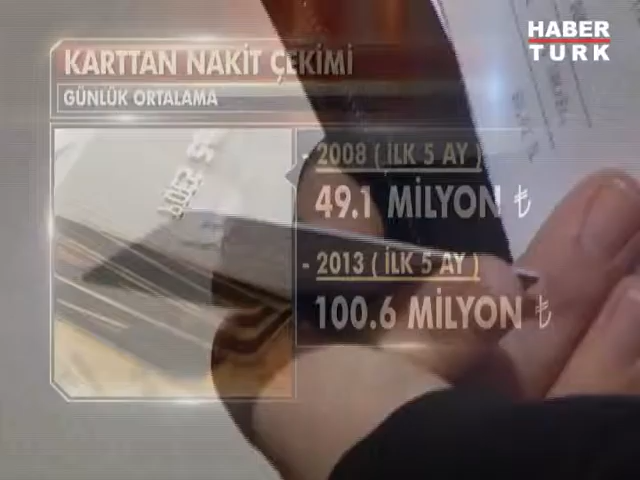 HABER
TÜRK
KARTTAN NAKİT ÇEKİMİ
GÜNLÜK ORTALAMA
- 2008 ( İLK 5 AY )
49.1 MİLYON ₺
- 2013 ( İLK 5 AY )
100.6 MİLYON ₺